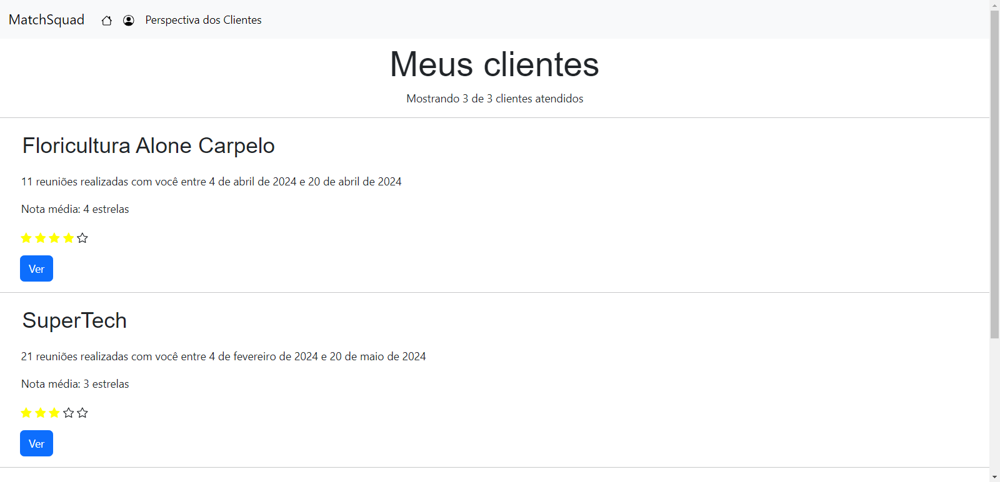 MatchSquad Perspectiva dos Clientes
Meus clientes
Mostrando 3 de 3 clientes atendidos
Floricultura Alone Carpelo
11 reuniões realizadas com você entre 4 de abril de 2024 e 20 de abril de 2024
Nota média: 4 estrelas
Ver
SuperTech
21 reuniões realizadas com você entre 4 de fevereiro de 2024 e 20 de maio de 2024
Nota média: 3 estrelas
Ver